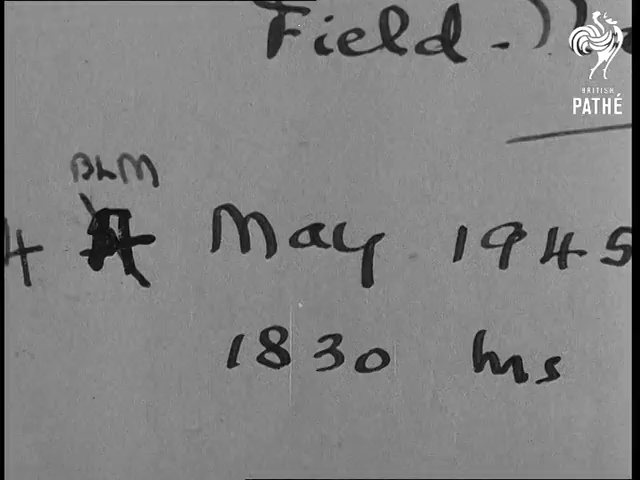 Field-
BRITISH
PATHÉ
BLM
4 May 1945
1830 hrs